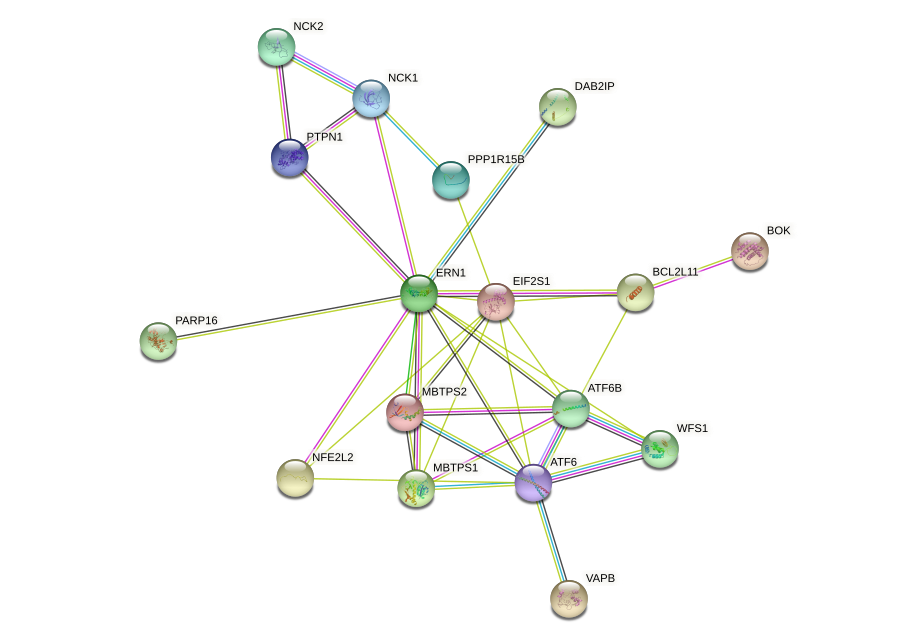 NCK2
NCK1
DAB2IP
PTPN1
PPP1R15B
BOK
ERN1
EIF2S1
BCL2L11
PARP16
MBTPS2
ATF6B
WFS1
NFE2L2
MBTPS1
ATF6
VAPB